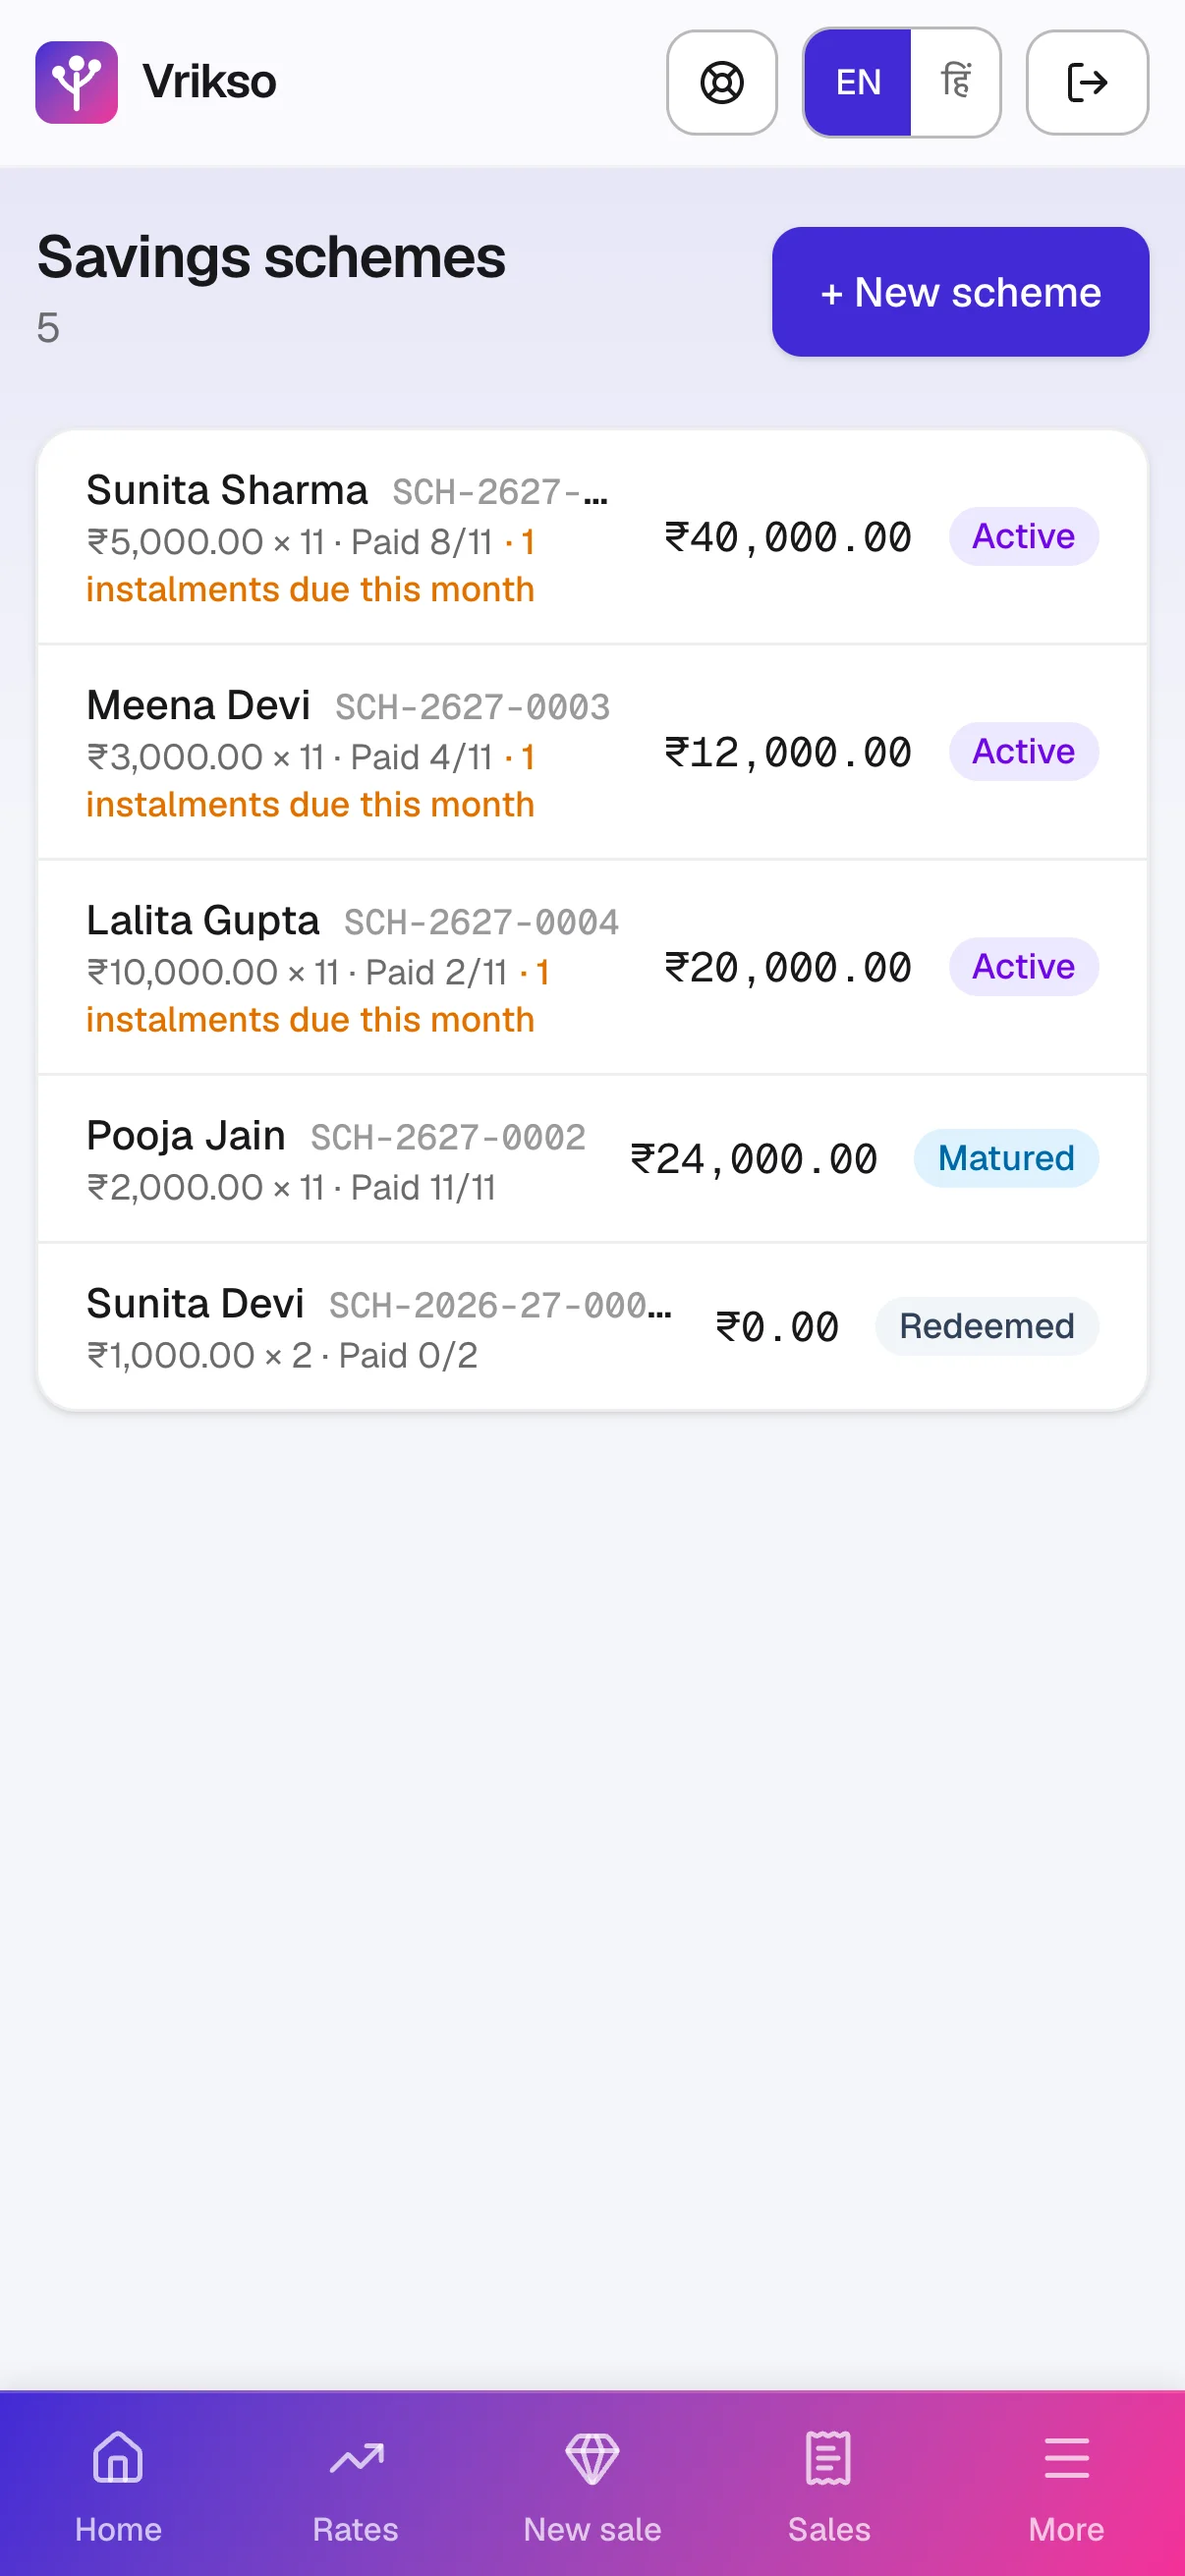 Vrikso
EN हिं
Savings schemes
5
+ New scheme
Sunita Sharma SCH-2627-...
₹5,000.00 × 11 · Paid 8/11 · 1
instalments due this month
₹40,000.00 Active
Meena Devi SCH-2627-0003
₹3,000.00 × 11 · Paid 4/11 · 1
instalments due this month
₹12,000.00 Active
Lalita Gupta SCH-2627-0004
₹10,000.00 × 11 · Paid 2/11 · 1
instalments due this month
₹20,000.00 Active
Pooja Jain SCH-2627-0002
₹2,000.00 × 11 · Paid 11/11
₹24,000.00 Matured
Sunita Devi SCH-2026-27-000...
₹1,000.00 × 2 · Paid 0/2
₹0.00 Redeemed
Home Rates New sale Sales More